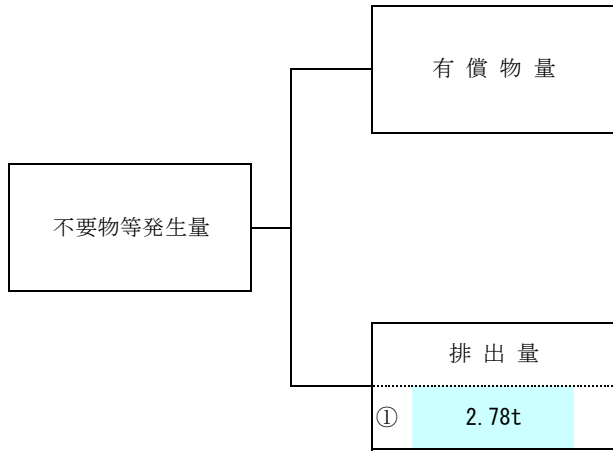 有 償 物 量
不要物等発生量
排 出 量
① 2.78t